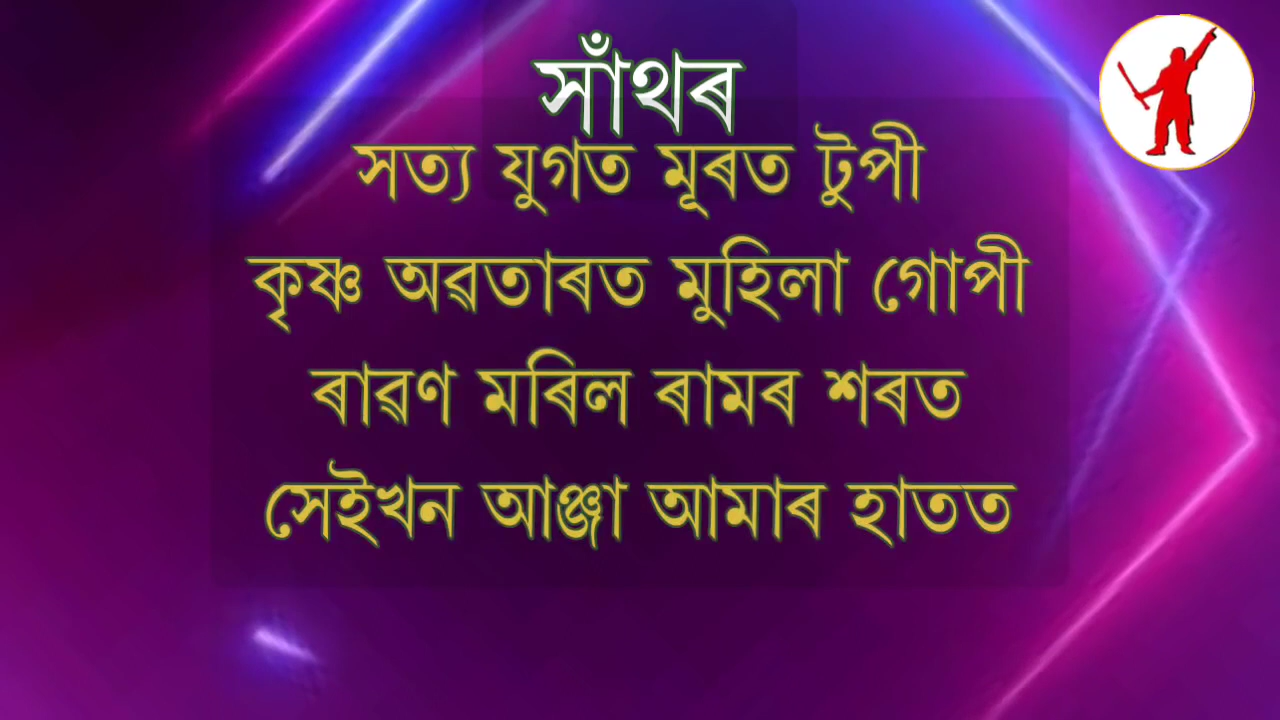 সাঁথৰ
সত্য যুগত মূৰত টুপী
কৃষ্ণ অৱতাৰত মুহিলা গোপী
ৰাৱণ মৰিল ৰামৰ শৰত
সেইখন আঞ্জা আমাৰ হাতত